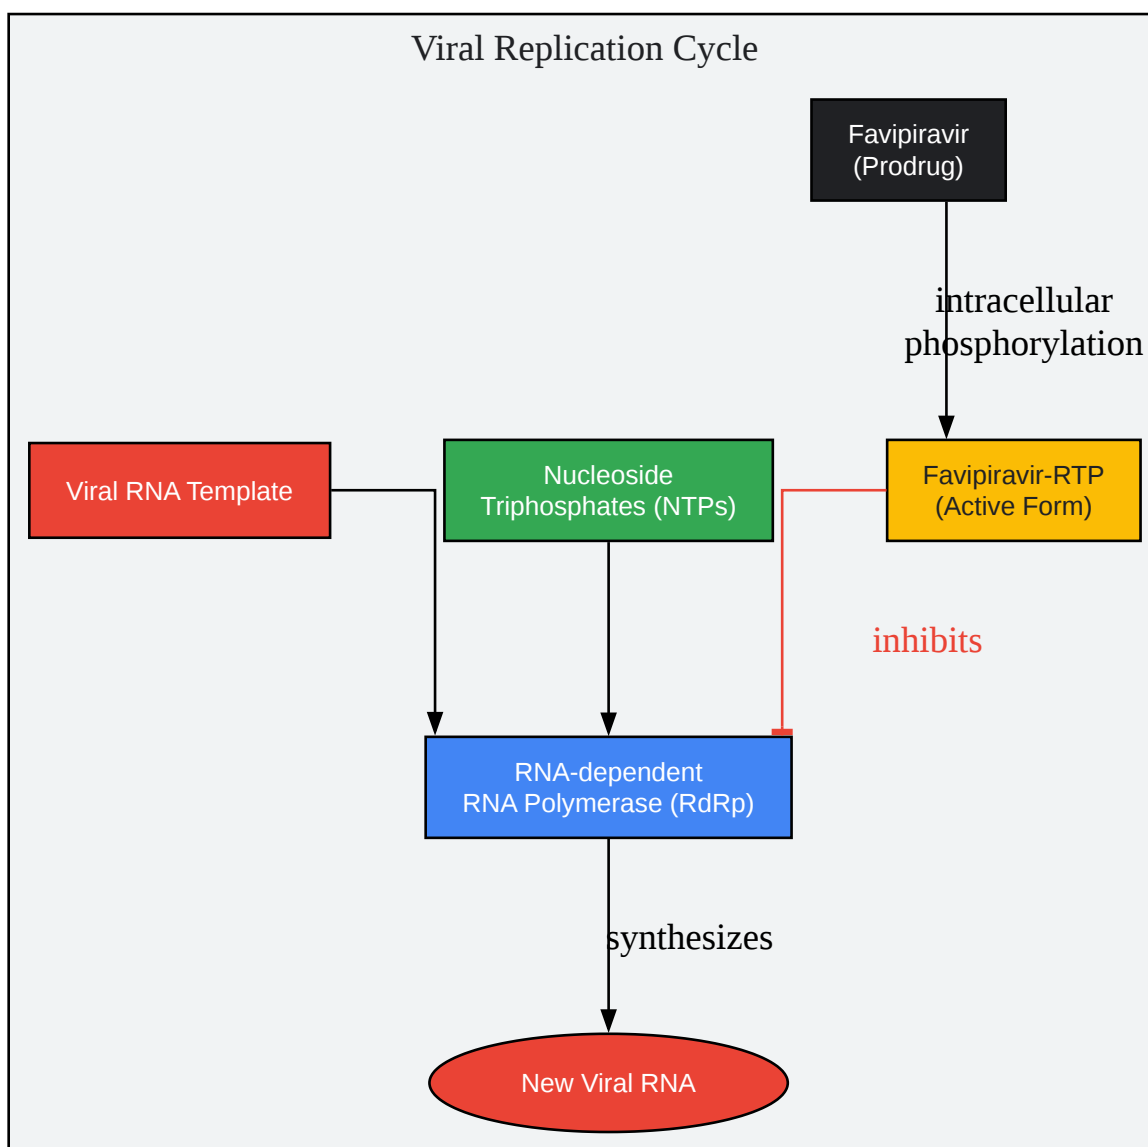 Viral Replication Cycle
Favipiravir
(Prodrug)
intracellular
phosphorylation
Viral RNA Template
Nucleoside
Triphosphates (NTPs)
Favipiravir-RTP
(Active Form)
inhibits
RNA-dependent
RNA Polymerase (RdRp)
synthesizes
New Viral RNA